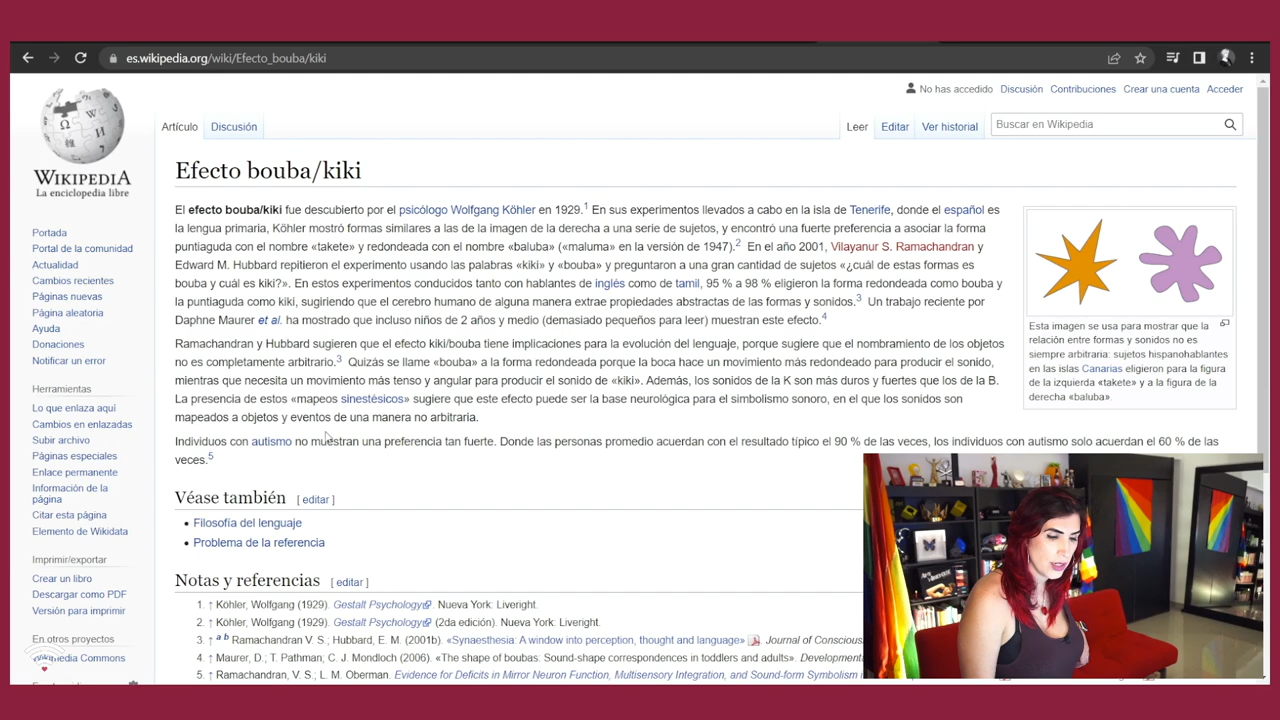 es.wikipedia.org/wiki/Efecto_bouba/kiki
No has accedido Discusión Contribuciones Crear una cuenta Acceder
Artículo Discusión Leer Editar Ver historial Buscar en Wikipedia
WIKIPEDIA
La enciclopedia libre
Portada
Portal de la comunidad
Actualidad
Cambios recientes
Páginas nuevas
Página aleatoria
Ayuda
Donaciones
Notificar un error
Herramientas
Lo que enlaza aquí
Cambios en enlazadas
Subir archivo
Páginas especiales
Enlace permanente
Información de la
página
Citar esta página
Elemento de Wikidata
Imprimir/exportar
Crear un libro
Descargar como PDF
Versión para imprimir
En otros proyectos
Wikimedia Commons
Efecto bouba/kiki
El efecto bouba/kiki fue descubierto por el psicólogo Wolfgang Köhler en 1929.1 En sus experimentos llevados a cabo en la isla de Tenerife, donde el español es
la lengua primaria, Köhler mostró formas similares a las de la imagen de la derecha a una serie de sujetos, y encontró una fuerte preferencia a asociar la forma
puntiaguda con el nombre «takete» y redondeada con el nombre «baluba» («maluma» en la versión de 1947).2 En el año 2001, Vilayanur S. Ramachandran y
Edward M. Hubbard repitieron el experimento usando las palabras «kiki» y «bouba» y preguntaron a una gran cantidad de sujetos «¿cuál de estas formas es
bouba y cuál es kiki?». En estos experimentos conducidos tanto con hablantes de inglés como de tamil, 95 % a 98 % eligieron la forma redondeada como bouba y
la puntiaguda como kiki, sugiriendo que el cerebro humano de alguna manera extrae propiedades abstractas de las formas y sonidos.3 Un trabajo reciente por
Daphne Maurer et al. ha mostrado que incluso niños de 2 años y medio (demasiado pequeños para leer) muestran este efecto.4
Ramachandran y Hubbard sugieren que el efecto kiki/bouba tiene implicaciones para la evolución del lenguaje, porque sugiere que el nombramiento de los objetos
no es completamente arbitrario.3 Quizás se llame «bouba» a la forma redondeada porque la boca hace un movimiento más redondeado para producir el sonido,
mientras que necesita un movimiento más tenso y angular para producir el sonido de «kiki». Además, los sonidos de la K son más duros y fuertes que los de la B.
La presencia de estos «mapeos sinestésicos» sugiere que este efecto puede ser la base neurológica para el simbolismo sonoro, en el que los sonidos son
mapeados a objetos y eventos de una manera no arbitraria.
Individuos con autismo no muestran una preferencia tan fuerte. Donde las personas promedio acuerdan con el resultado típico el 90 % de las veces, los individuos con autismo solo acuerdan el 60 % de las
veces.5
Esta imagen se usa para mostrar que la
relación entre formas y sonidos no es
siempre arbitraria: sujetos hispanohablantes
en las islas Canarias eligieron para la figura
de la izquierda «takete» y a la figura de la
derecha «baluba».
Véase también [ editar ]
• Filosofía del lenguaje
• Problema de la referencia
Notas y referencias [ editar ]
1. ↑ Köhler, Wolfgang (1929). Gestalt Psychology. Nueva York: Liveright.
2. ↑ Köhler, Wolfgang (1929). Gestalt Psychology (2da edición). Nueva York: Liveright.
3. ↑ a b Ramachandran V. S.; Hubbard, E. M. (2001b). «Synaesthesia: A window into perception, thought and language» Journal of Conscious
4. ↑ Maurer, D.; T. Pathman; C. J. Mondloch (2006). «The shape of boubas: Sound-shape correspondences in toddlers and adults». Developmenta
5. ↑ Ramachandran, V. S.; L. M. Oberman. Evidence for Deficits in Mirror Neuron Function, Multisensory Integration, and Sound-form Symbolism i